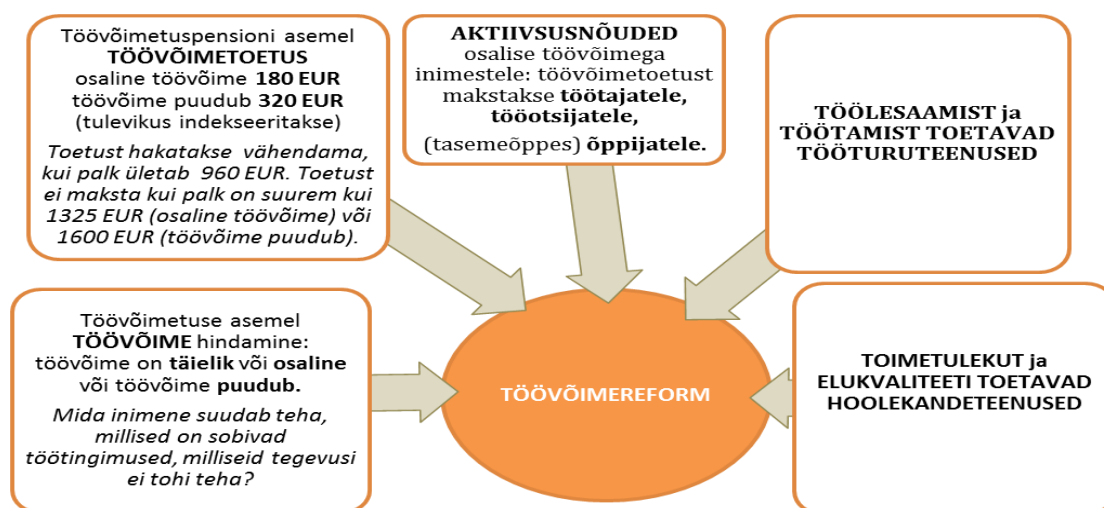 Töövõimetuspensioni asemel
TÖÖVÕIMETOETUS
osaline töövõime 180 EUR
töövõime puudub 320 EUR
(tulevikus indekseeritakse)
Toetust hakatakse vähendama,
kui palk ületab 960 EUR. Toetust
ei maksta kui palk on suurem kui
1325 EUR (osaline töövõime) või
1600 EUR (töövõime puudub).
AKTIIVSUSNÕUDED
osalise töövõimega
inimestele: töövõimetoetust
makstakse töötajatele,
tööotsijatele,
(tasemeõppes) õppijatele.
TÖÖLESAAMIST ja
TÖÖTAMIST TOETAVAD
TÖÖTURUTEENUSED
Töövõimetuse asemel
TÖÖVÕIME hindamine:
töövõime on täielik või osaline
või töövõime puudub.
Mida inimene suudab teha,
millised on sobivad
töötingimused, milliseid tegevusi
ei tohi teha?
TÖÖVÕIMEREFORM
TOIMETULEKUT ja
ELUKVALITEETI TOETAVAD
HOOLEKANDETEENUSED